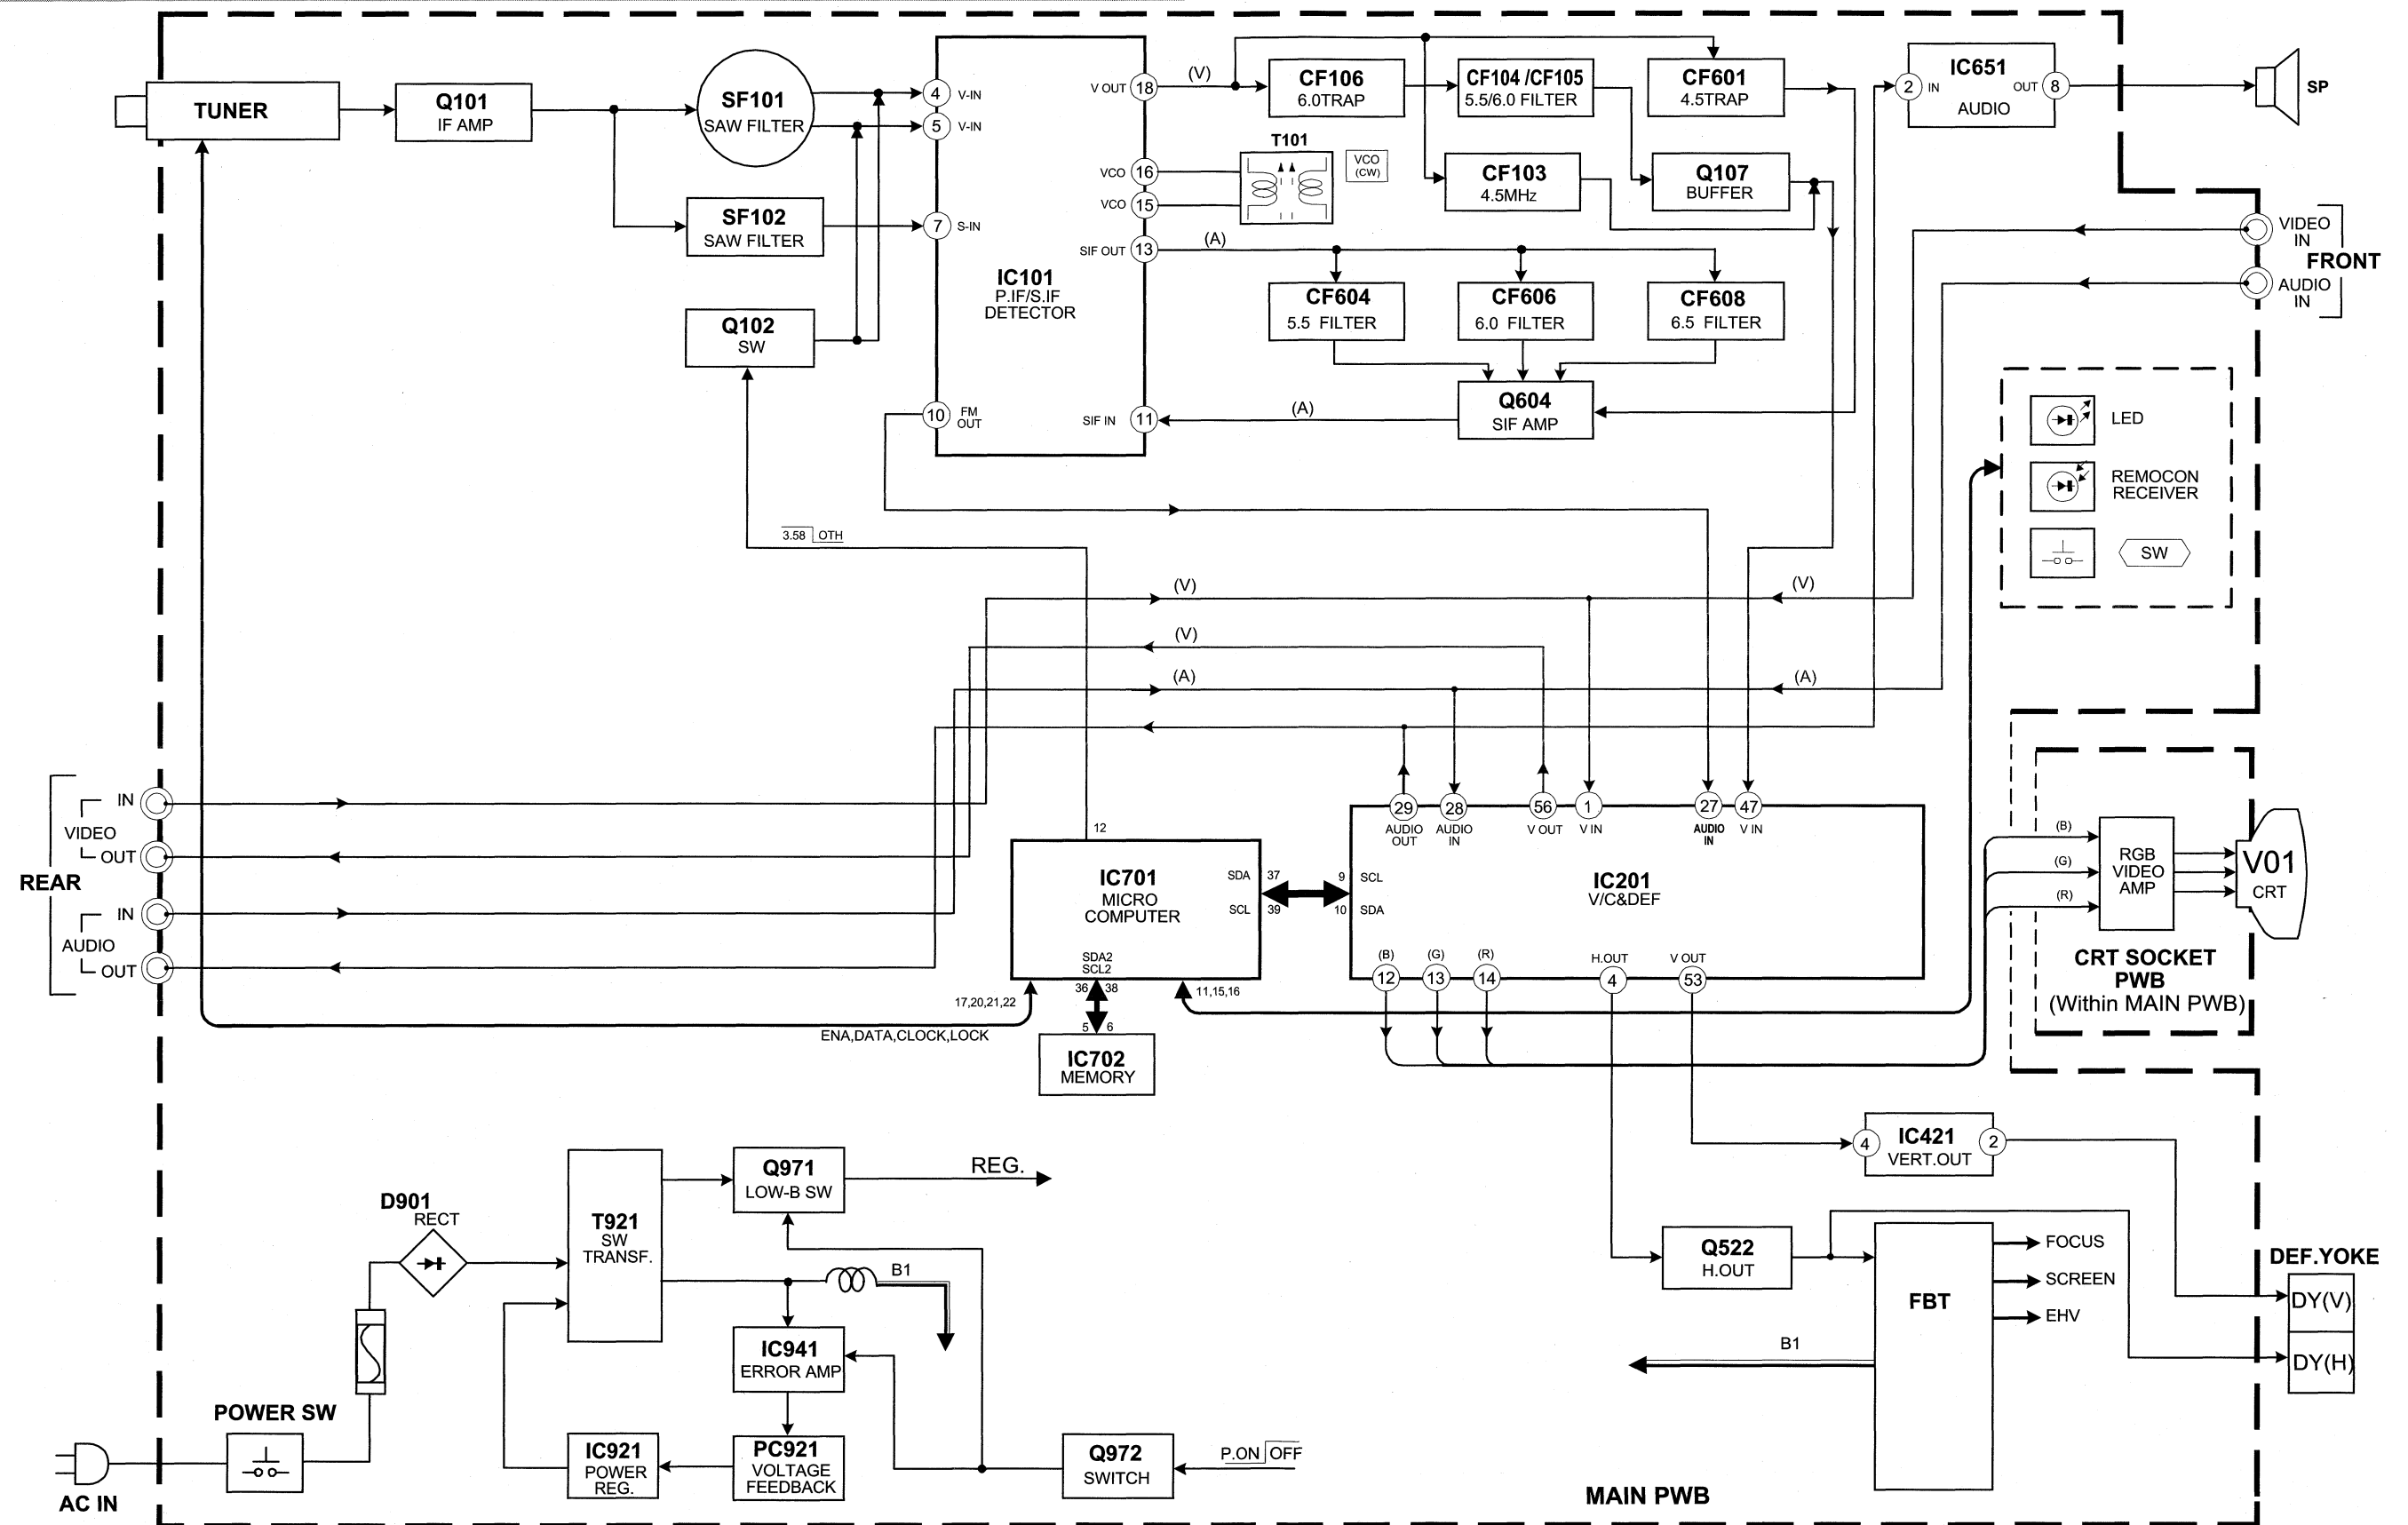 TUNER
Q101
IF AMP
SF101
SAW FILTER
SF102
SAW FILTER
Q102
SW
4
V-IN
5
V-IN
7
S-IN
10
FM
OUT
IC101
P.IF/S.IF
DETECTOR
V OUT
18
VCO
16
VCO
15
SIF OUT
13
SIF IN
11
(V)
CF106
6.0TRAP
CF104 /CF105
5.5/6.0 FILTER
CF601
4.5TRAP
T101
VCO
(CW)
CF103
4.5MHz
Q107
BUFFER
(A)
CF604
5.5 FILTER
CF606
6.0 FILTER
CF608
6.5 FILTER
(A)
Q604
SIF AMP
IC651
2
IN
OUT
8
AUDIO
SP
VIDEO
IN
FRONT
AUDIO
IN
LED
REMOCON
RECEIVER
SW
3.58
OTH
(V)
(V)
(V)
(A)
(A)
REAR
IN
VIDEO
OUT
IN
AUDIO
OUT
12
IC701
MICRO
COMPUTER
SDA
37
SCL
39
SDA2
SCL2
36
38
17,20,21,22
11,15,16
ENA,DATA,CLOCK,LOCK
5
6
IC702
MEMORY
29
AUDIO
OUT
28
AUDIO
IN
56
V OUT
1
V IN
27
AUDIO
IN
47
V IN
9
SCL
10
SDA
IC201
V/C&DEF
(B)
12
(G)
13
(R)
14
H.OUT
4
V OUT
53
(B)
(G)
(R)
RGB
VIDEO
AMP
V01
CRT
CRT SOCKET
PWB
(Within MAIN PWB)
4
IC421
VERT.OUT
2
Q522
H.OUT
FBT
FOCUS
SCREEN
EHV
B1
DEF.YOKE
DY(V)
DY(H)
D901
RECT
T921
SW
TRANSF.
Q971
LOW-B SW
REG.
B1
IC941
ERROR AMP
IC921
POWER
REG.
PC921
VOLTAGE
FEEDBACK
Q972
SWITCH
P.ON
OFF
POWER SW
AC IN
MAIN PWB